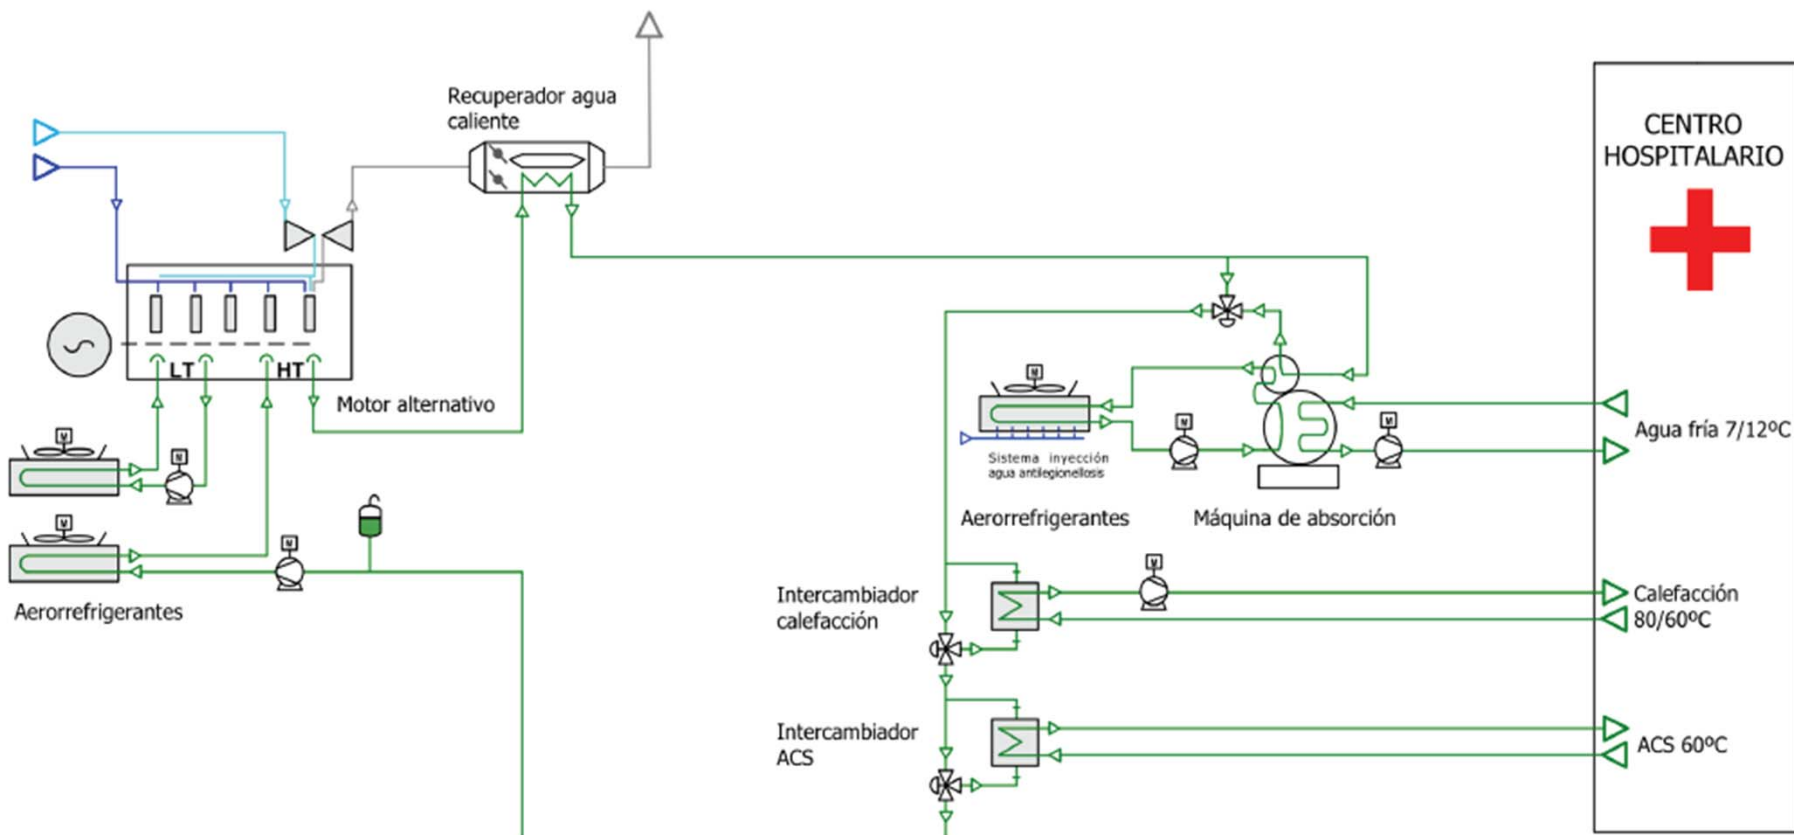 Recuperador agua
caliente
CENTRO
HOSPITALARIO
LT
HT
Motor alternativo
M
M
M
M
Aerorrefrigerantes
M
M
M
Sistema inyección
agua antilegionellosis
Aerorrefrigerantes
Máquina de absorción
Agua fría 7/12ºC
M
M
Intercambiador
calefacción
Calefacción
80/60ºC
Intercambiador
ACS
ACS 60ºC